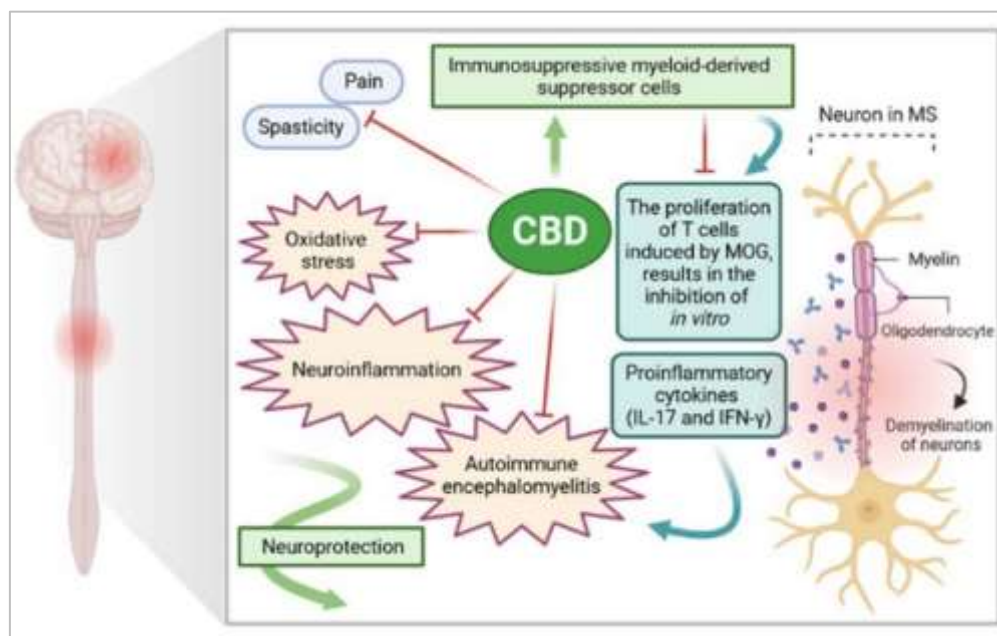 Immunosuppressive myeloid-derived
suppressor cells
Pain
Spasticity
Neuron in MS
CBD
Oxidative
stress
The proliferation
of T cells
induced by MOG,
results in the
inhibition of
in vitro
Myelin
Oligodendrocyte
Neuroinflammation
Proinflammatory
cytokines
(IL-17 and IFN-γ)
Demyelination
of neurons
Autoimmune
encephalomyelitis
Neuroprotection